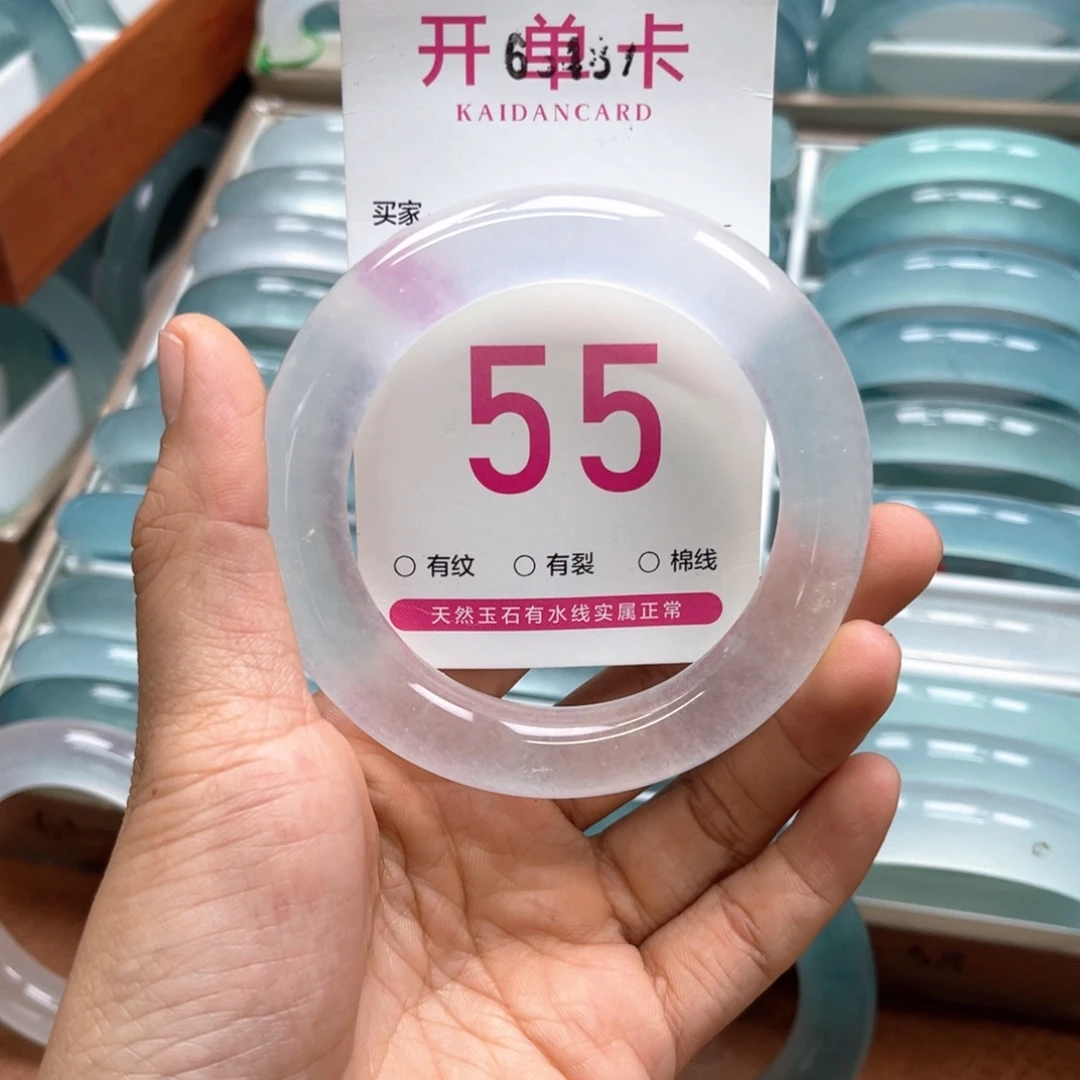 开单卡
KAIDANCARD
买家
55
○ 有纹 ○ 有裂 ○ 棉线
天然玉石有水线实属正常